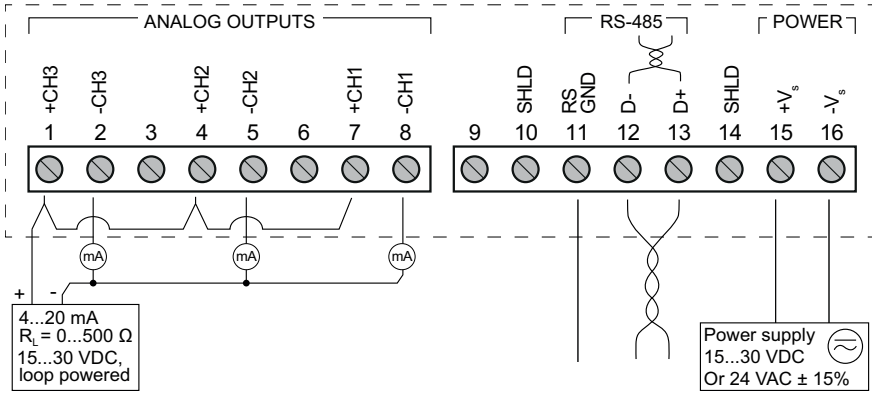 ANALOG OUTPUTS
RS-485
POWER
+CH3
-CH3
+CH2
-CH2
+CH1
-CH1
SHLD
RS
GND
D-
D+
SHLD
+Vs
-Vs
1 2 3 4 5 6 7 8 9 10 11 12 13 14 15 16
mA mA mA
+ -
4...20 mA
RL = 0...500 Ω
15...30 VDC,
loop powered
Power supply
15...30 VDC
Or 24 VAC ± 15%